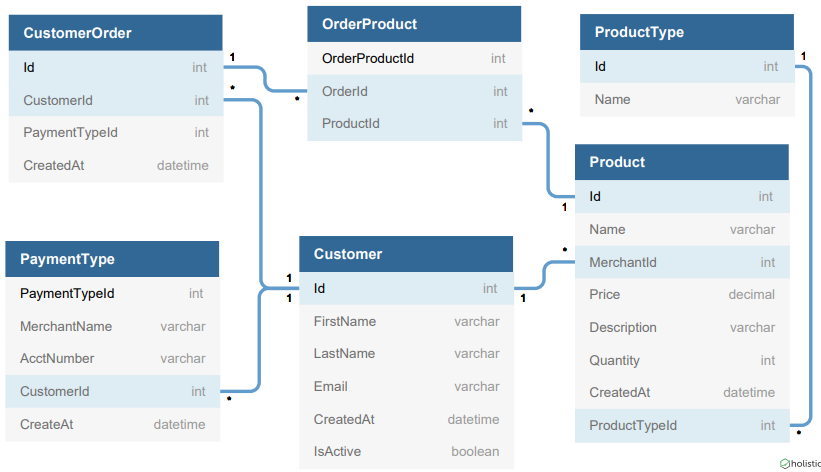 CustomerOrder
Id int
CustomerId int
PaymentTypeId int
CreatedAt datetime
1
*
OrderProduct
OrderProductId int
OrderId int
ProductId int
*
*
ProductType
Id int
Name varchar
1
Product
Id int
Name varchar
MerchantId int
Price decimal
Description varchar
Quantity int
CreatedAt datetime
ProductTypeId int
1
*
*
PaymentType
PaymentTypeId int
MerchantName varchar
AcctNumber varchar
CustomerId int
CreateAt datetime
*
Customer
Id int
FirstName varchar
LastName varchar
Email varchar
CreatedAt datetime
IsActive boolean
1
1
1
holistic